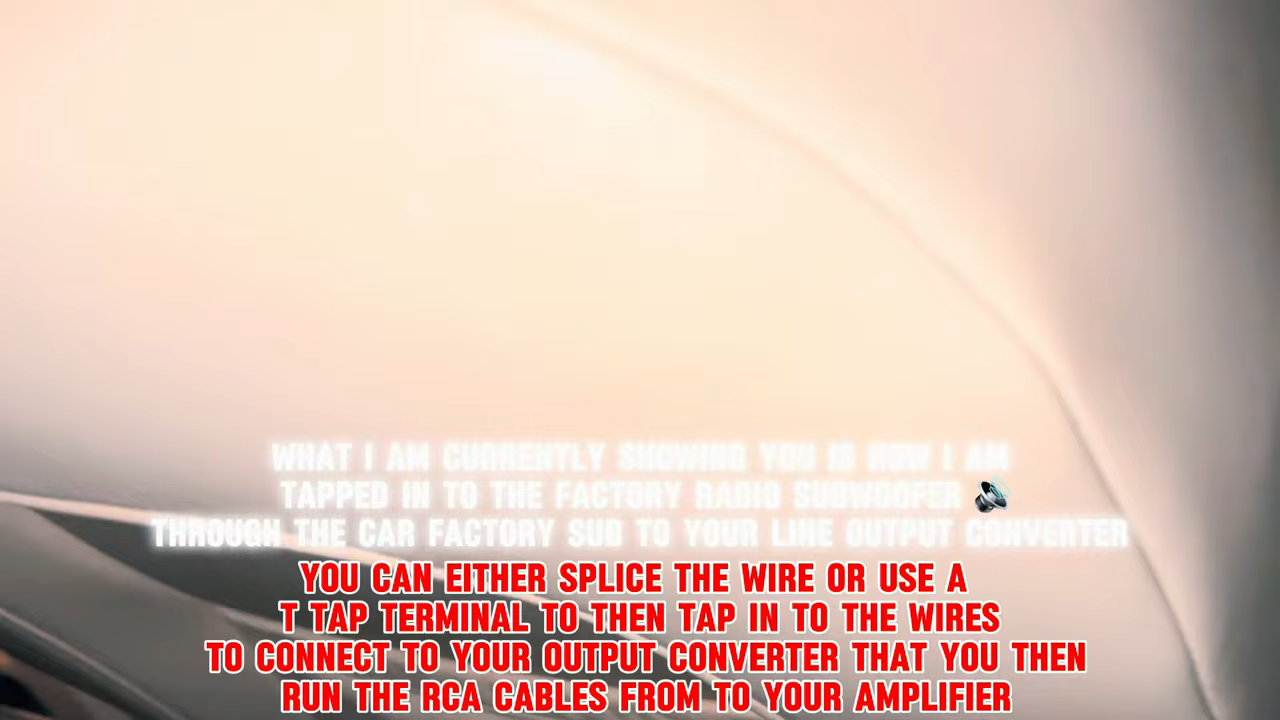 WHAT I AM CURRENTLY SHOWING YOU IS HOW I AM
TAPPED IN TO THE FACTORY RADIO SUBWOOFER 🔊
THROUGH THE CAR FACTORY SUB TO YOUR LINE OUTPUT CONVERTER
YOU CAN EITHER SPLICE THE WIRE OR USE A
T TAP TERMINAL TO THEN TAP IN TO THE WIRES
TO CONNECT TO YOUR OUTPUT CONVERTER THAT YOU THEN
RUN THE RCA CABLES FROM TO YOUR AMPLIFIER